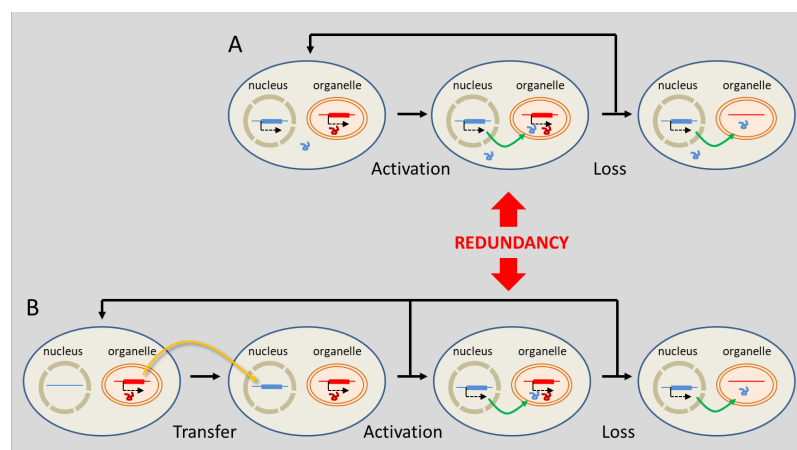 A
nucleus organelle
nucleus organelle
nucleus organelle
Activation
Loss
REDUNDANCY
B
nucleus organelle
nucleus organelle
nucleus organelle
nucleus organelle
Transfer
Activation
Loss